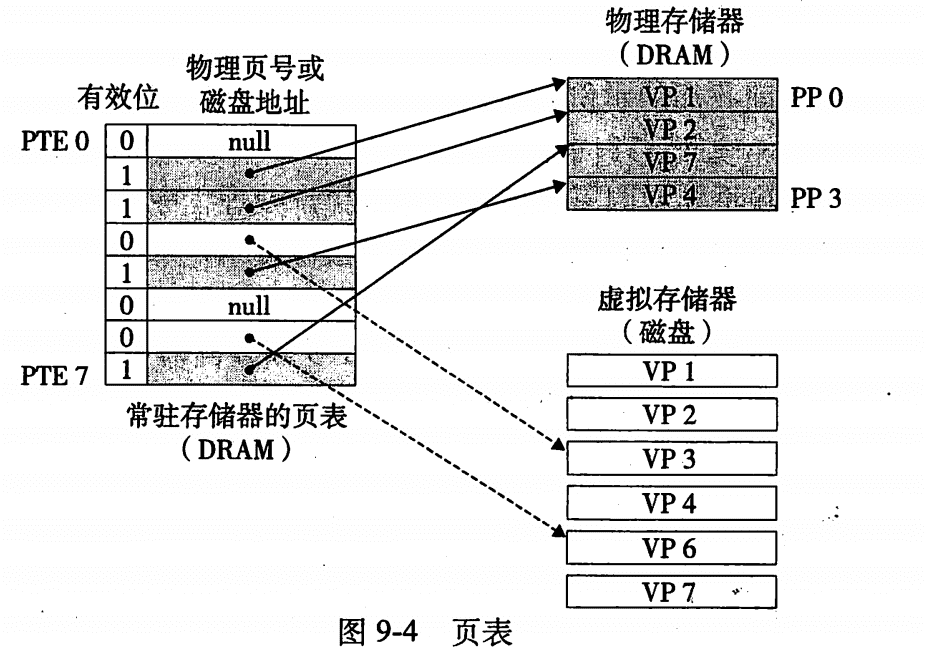 物理存储器
（DRAM）
物理页号或
有效位 磁盘地址
PTE 0 0 null
1
1
0
1
0 null
0
PTE 7 1
常驻存储器的页表
（DRAM）
VP 1 PP 0
VP 2
VP 7
VP 4 PP 3
虚拟存储器
（磁盘）
VP 1
VP 2
VP 3
VP 4
VP 6
VP 7
图 9-4 页表